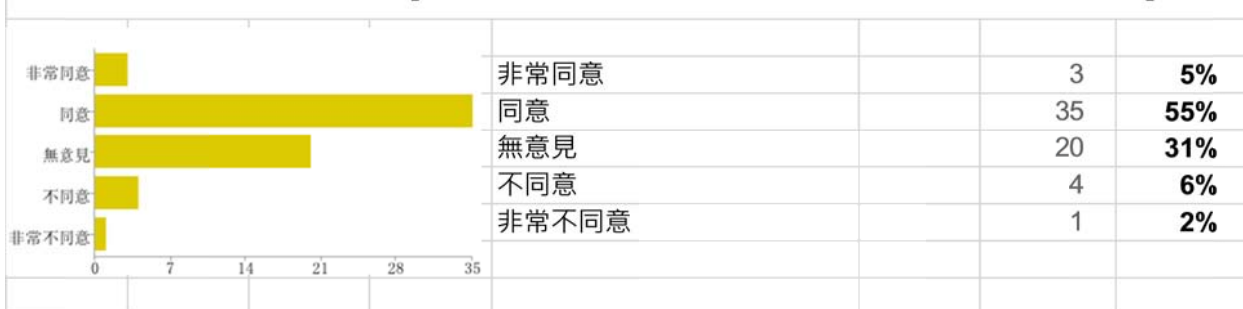 非常同意
同意
無意見
不同意
非常不同意
0 7 14 21 28 35
非常同意 3 5%
同意 35 55%
無意見 20 31%
不同意 4 6%
非常不同意 1 2%